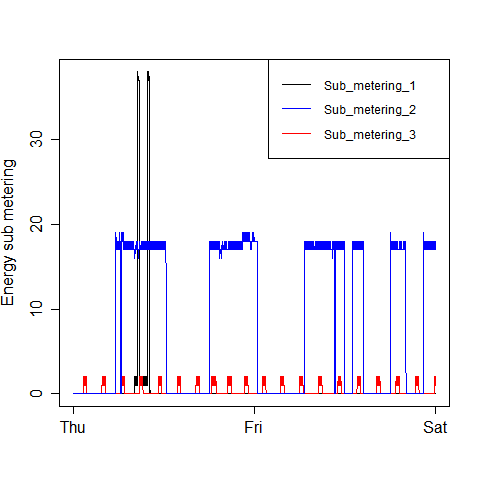 Sub_metering_1
Sub_metering_2
Sub_metering_3
Energy sub metering
30
20
10
0
Thu
Fri
Sat